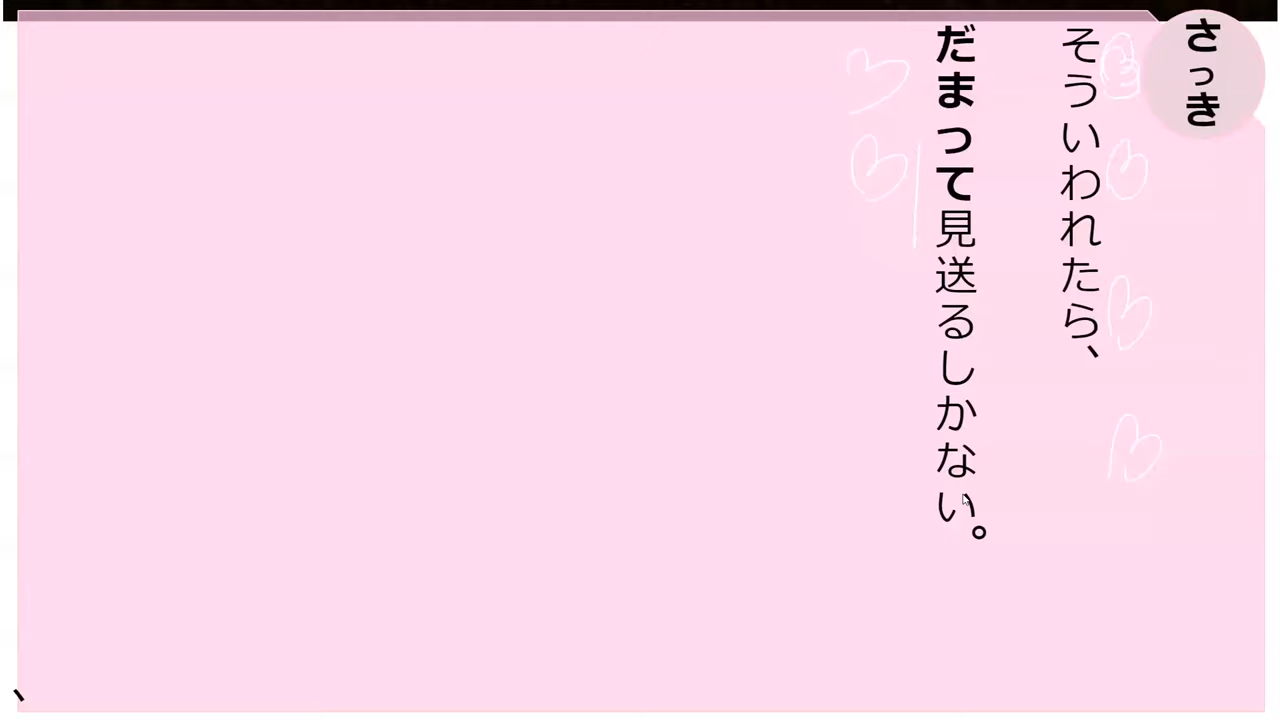 さっき
そういわれたら、
だまって見送るしかない。
、